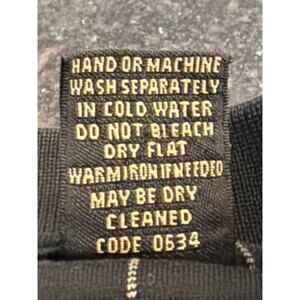 HAND OR MACHINE
WASH SEPARATELY
IN COLD WATER
DO NOT BLEACH
DRY FLAT
WARM IRON IF NEEDED
MAY BE DRY
CLEANED
CODE 0634